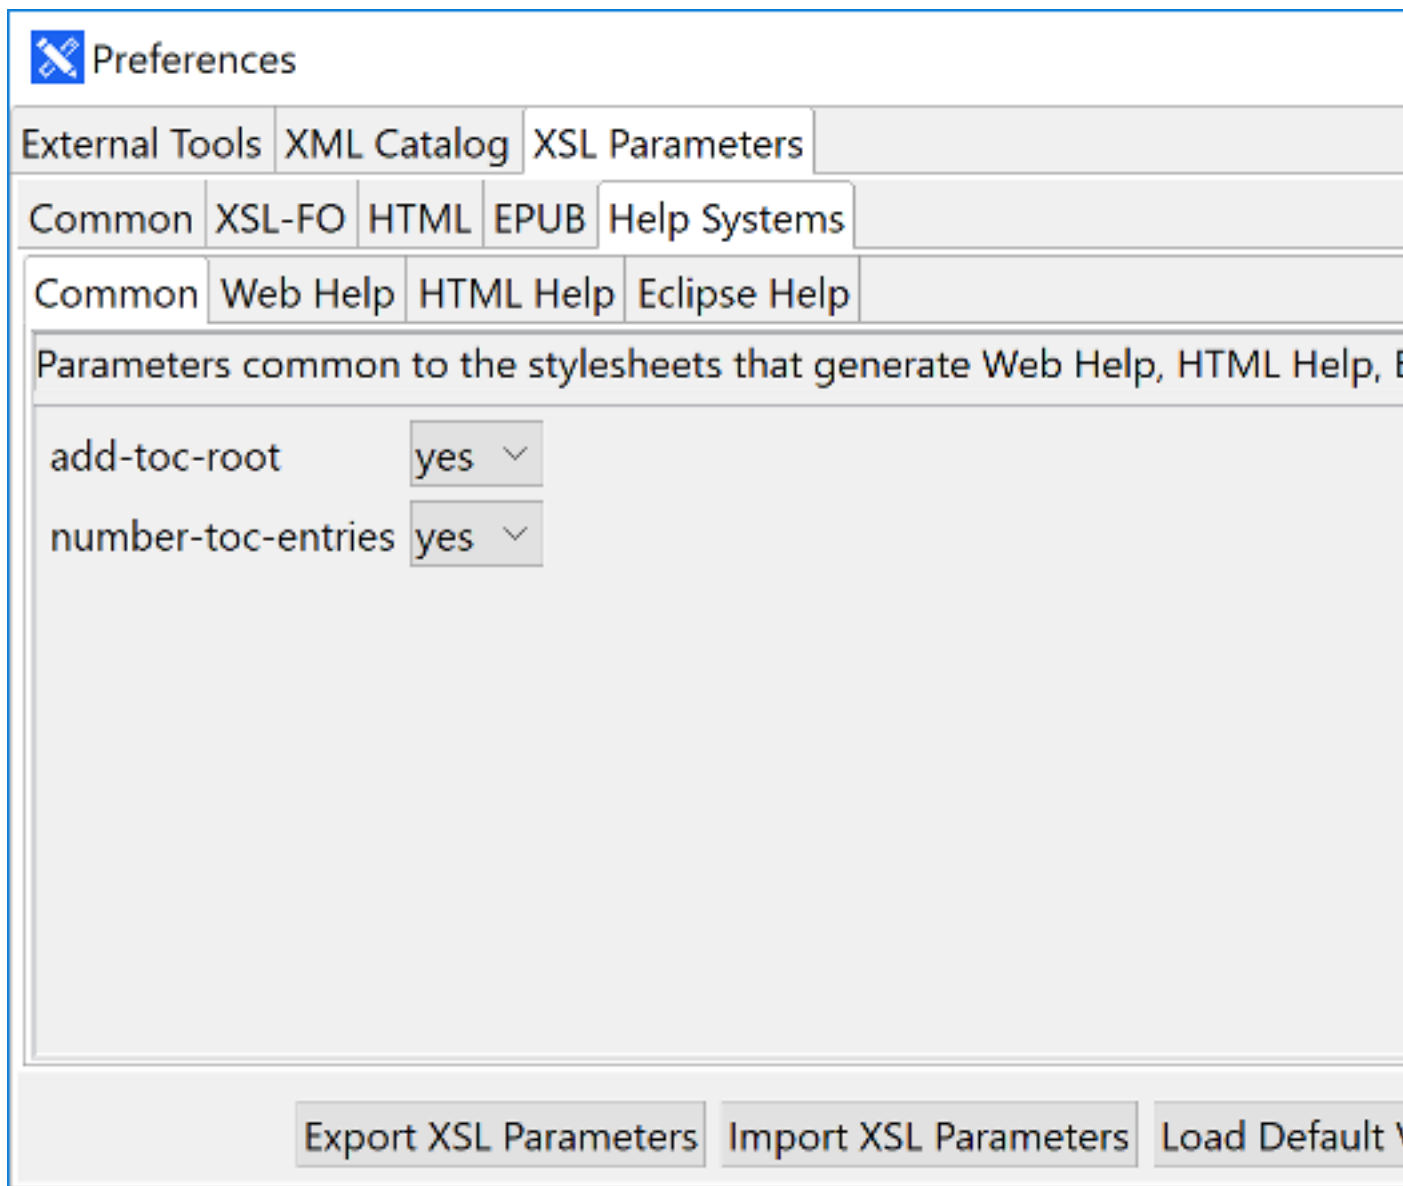 Preferences
External Tools XML Catalog XSL Parameters
Common XSL-FO HTML EPUB Help Systems
Common Web Help HTML Help Eclipse Help
Parameters common to the stylesheets that generate Web Help, HTML Help,
add-toc-root yes
number-toc-entries yes
Export XSL Parameters Import XSL Parameters Load Default